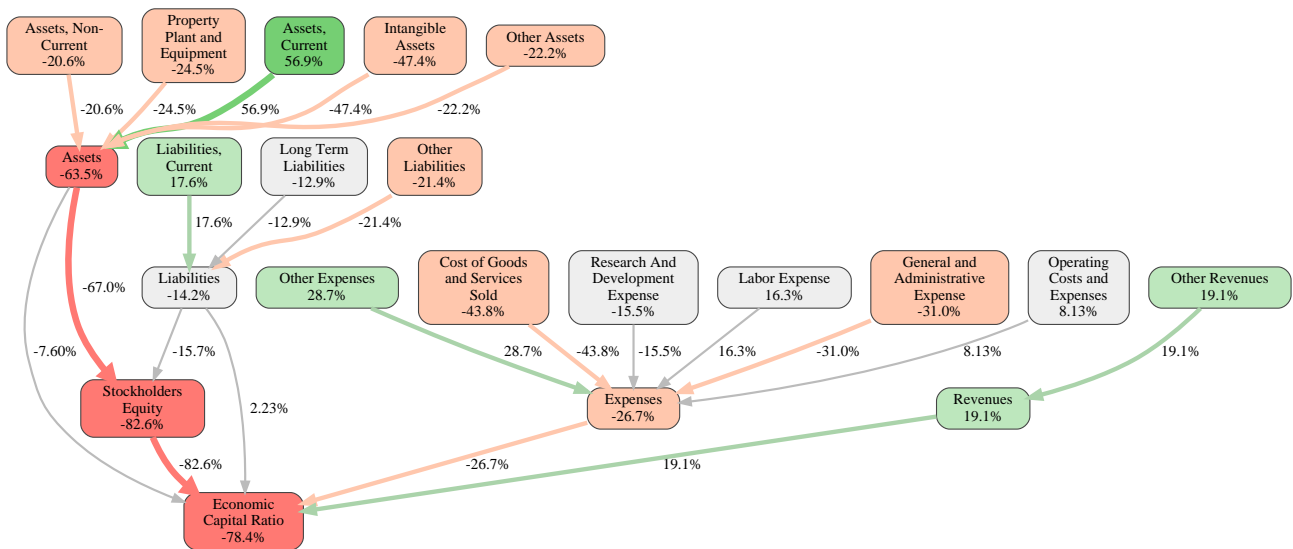 Assets, Non-
Current
-20.6%
Property
Plant and
Equipment
-24.5%
Assets,
Current
56.9%
Intangible
Assets
-47.4%
Other Assets
-22.2%
-20.6%
-24.5%
56.9%
-47.4%
-22.2%
Assets
-63.5%
Liabilities,
Current
17.6%
Long Term
Liabilities
-12.9%
Other
Liabilities
-21.4%
17.6%
-12.9%
-21.4%
-67.0%
Liabilities
-14.2%
Other Expenses
28.7%
Cost of Goods
and Services
Sold
-43.8%
Research And
Development
Expense
-15.5%
Labor Expense
16.3%
General and
Administrative
Expense
-31.0%
Operating
Costs and
Expenses
8.13%
Other Revenues
19.1%
-7.60%
-15.7%
28.7%
-43.8%
-15.5%
16.3%
-31.0%
8.13%
19.1%
Stockholders
Equity
-82.6%
2.23%
Expenses
-26.7%
Revenues
19.1%
-82.6%
-26.7%
19.1%
Economic
Capital Ratio
-78.4%